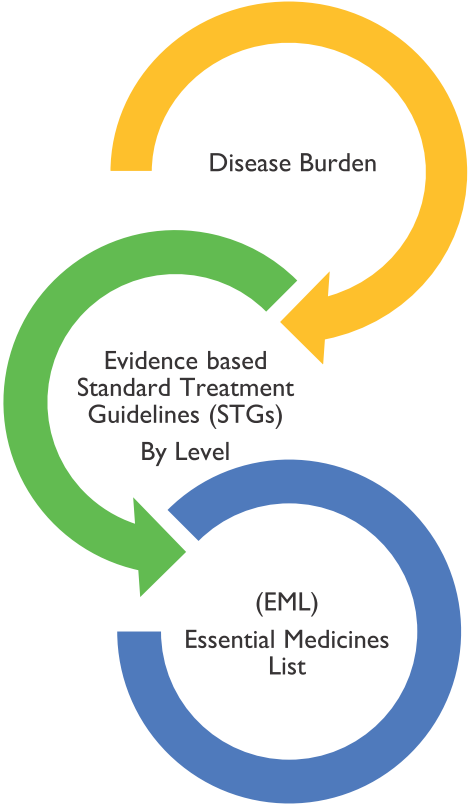 Disease Burden
Evidence based
Standard Treatment
Guidelines (STGs)
By Level
(EML)
Essential Medicines
List